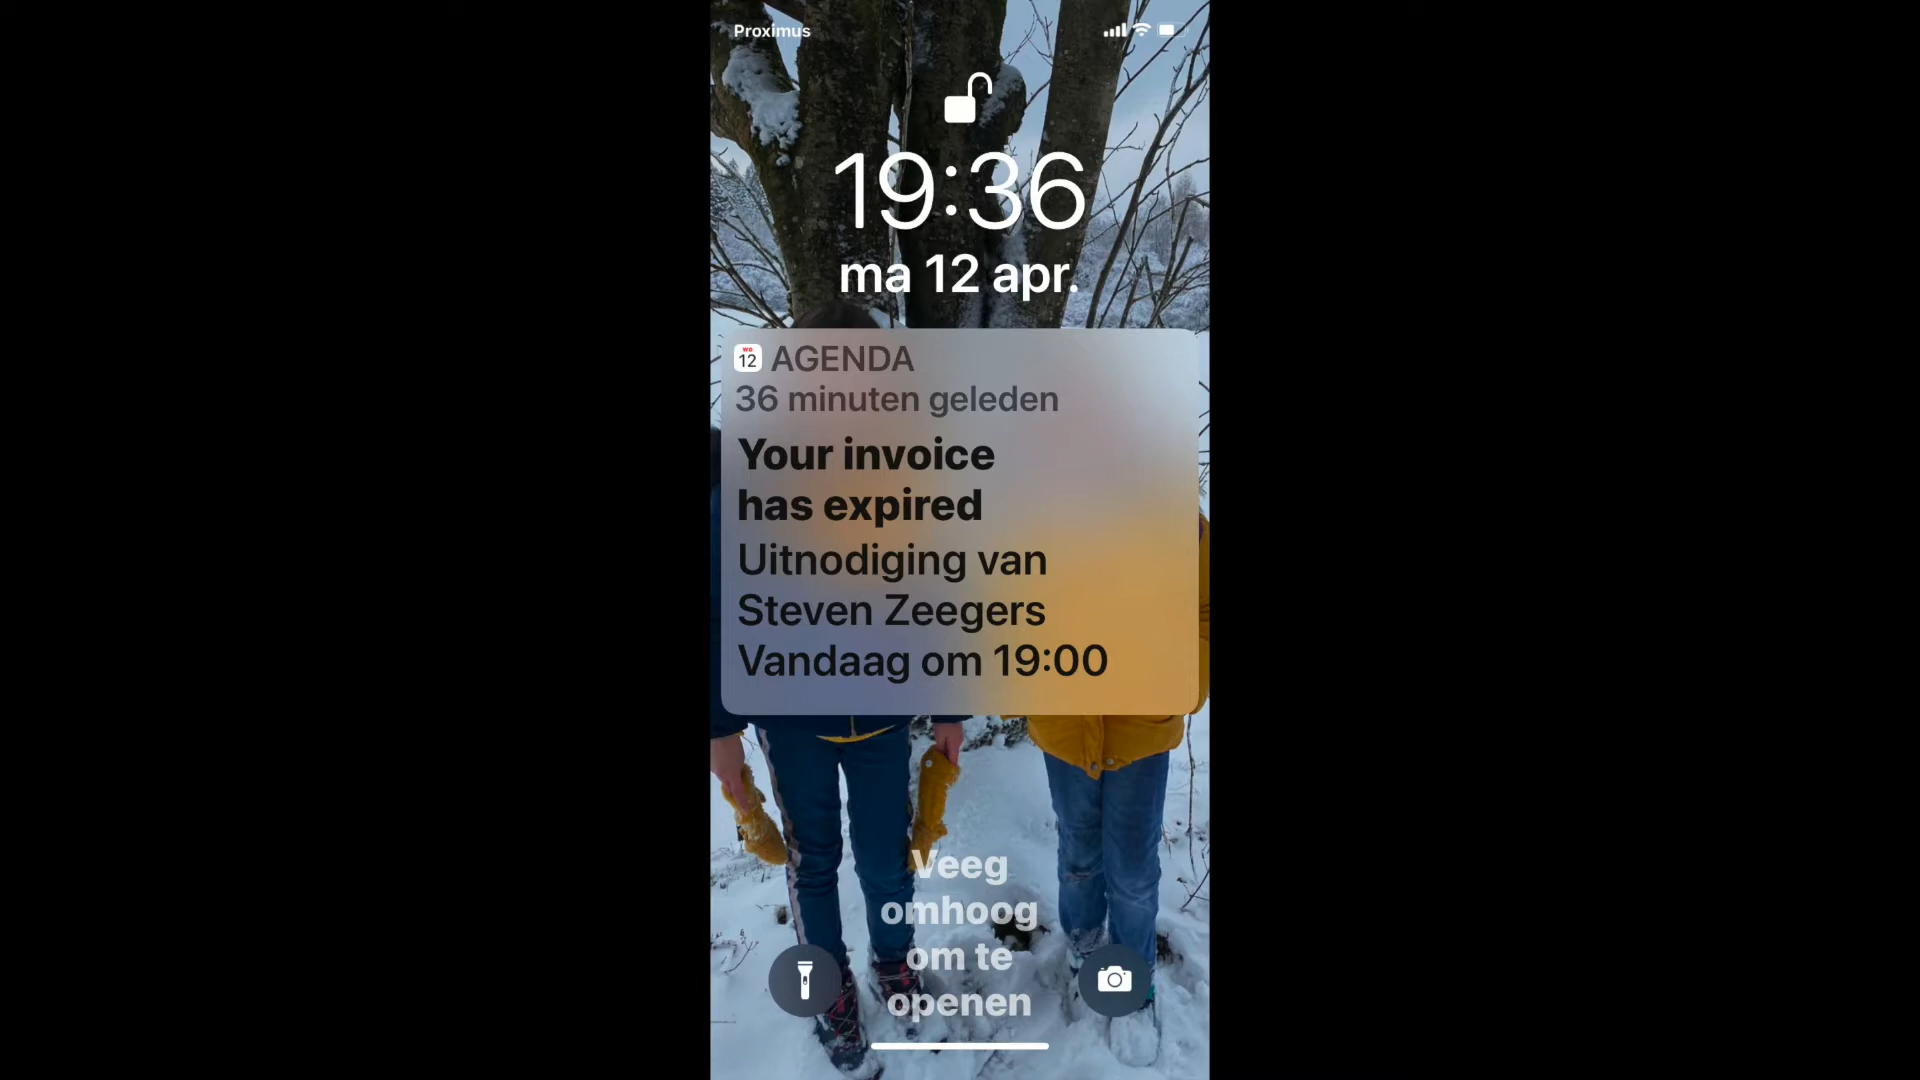 Proximus
19:36
ma 12 apr.
WO
12
AGENDA
36 minuten geleden
Your invoice
has expired
Uitnodiging van
Steven Zeegers
Vandaag om 19:00
Veeg
omhoog
om te
openen